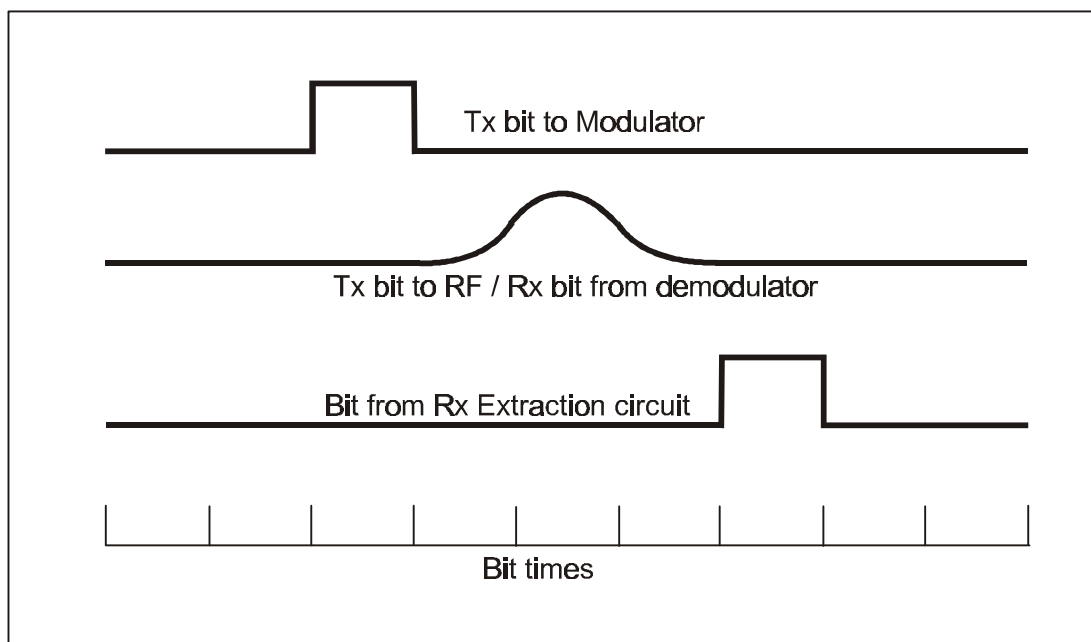 Tx bit to Modulator
Tx bit to RF / Rx bit from demodulator
Bit from Rx Extraction circuit
Bit times